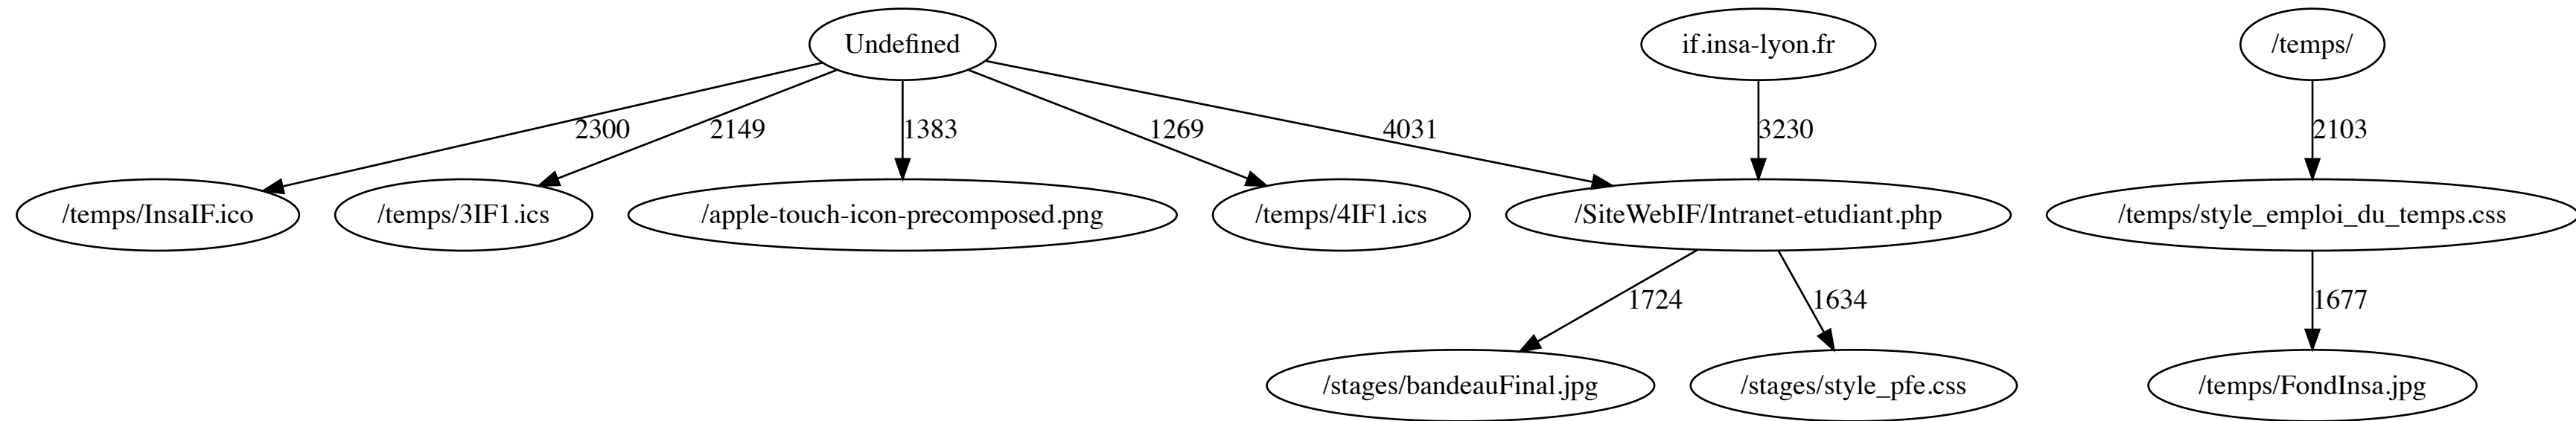 Undefined
if.insa-lyon.fr
/temps/
2300
2149
1383
1269
4031
3230
2103
/temps/InsaIF.ico
/temps/3IF1.ics
/apple-touch-icon-precomposed.png
/temps/4IF1.ics
/SiteWebIF/Intranet-etudiant.php
/temps/style_emploi_du_temps.css
1724
1634
1677
/stages/bandeauFinal.jpg
/stages/style_pfe.css
/temps/FondInsa.jpg